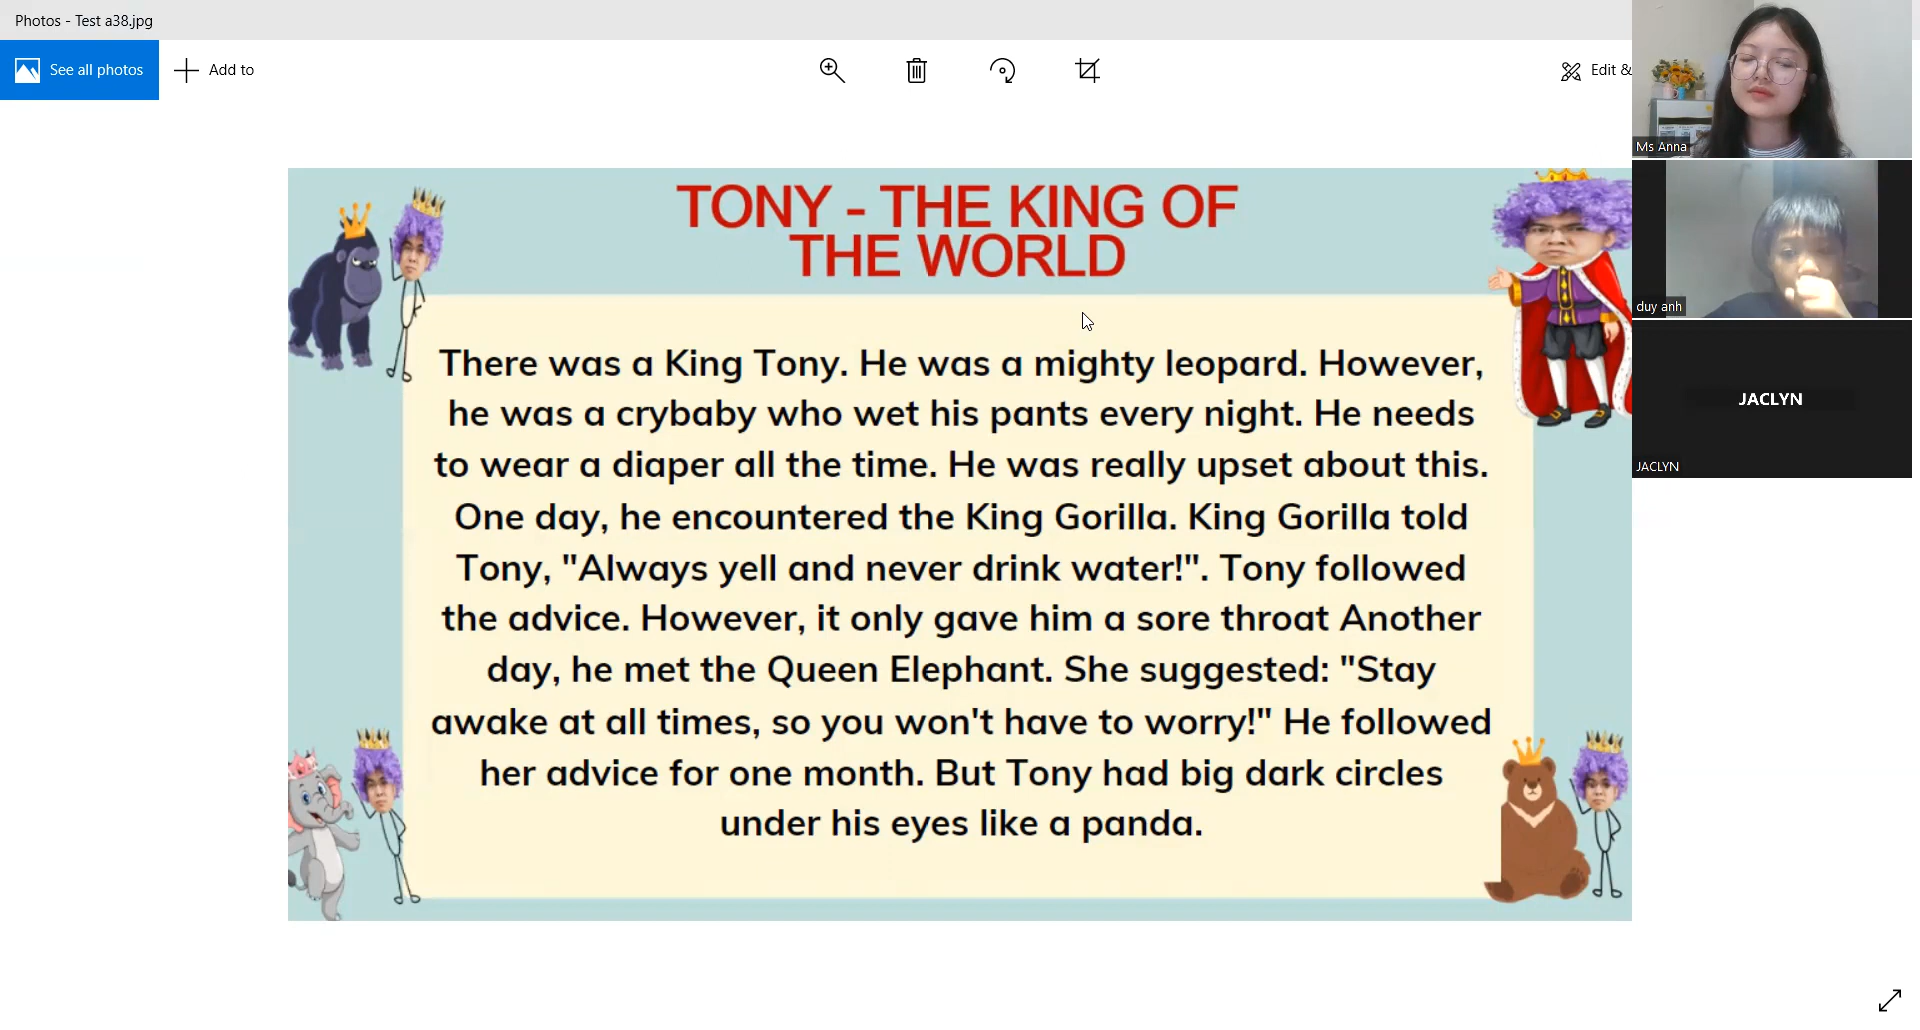 Photos - Test a38.jpg
See all photos
Add to
Edit &
TONY - THE KING OF
THE WORLD
There was a King Tony. He was a mighty leopard. However,
he was a crybaby who wet his pants every night. He needs
to wear a diaper all the time. He was really upset about this.
One day, he encountered the King Gorilla. King Gorilla told
Tony, "Always yell and never drink water!". Tony followed
the advice. However, it only gave him a sore throat Another
day, he met the Queen Elephant. She suggested: "Stay
awake at all times, so you won't have to worry!" He followed
her advice for one month. But Tony had big dark circles
under his eyes like a panda.
Ms Anna
duy anh
JACLYN
JACLYN